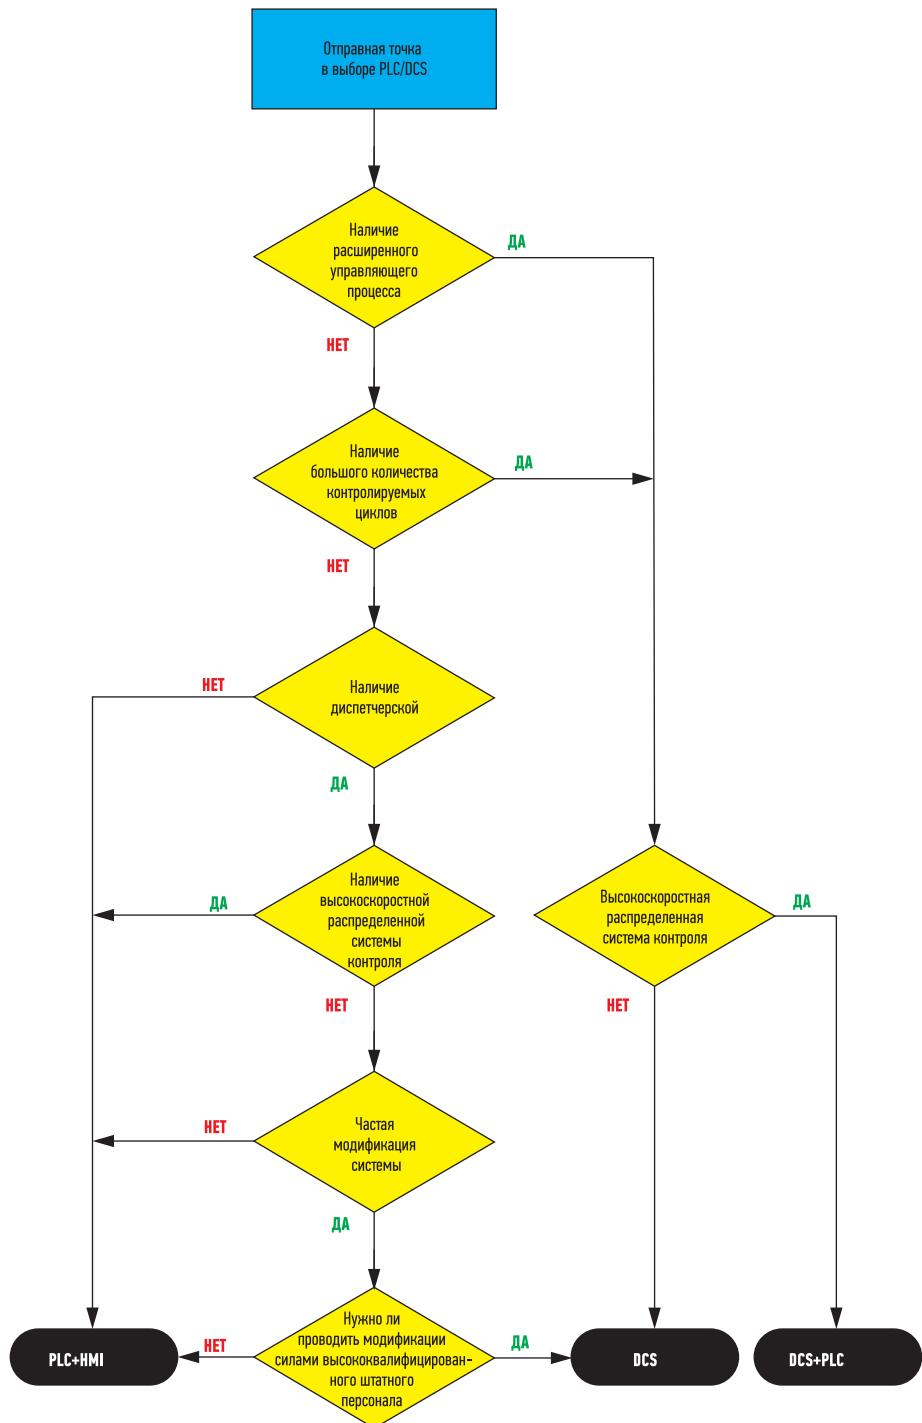 Отправная точка
в выборе PLC/DCS
Наличие
расширенного
управляющего
процесса
ДА
НЕТ
Наличие
большого количества
контролируемых
циклов
ДА
НЕТ
Наличие
диспетчерской
НЕТ
ДА
Наличие
высокоскоростной
распределенной
системы
контроля
ДА
НЕТ
Высокоскоростная
распределенная
система контроля
ДА
НЕТ
Частая
модификация
системы
НЕТ
ДА
Нужно ли
проводить модификации
силами высококвалифицирован-
ного штатного
персонала
НЕТ
ДА
PLC+HMI
DCS
DCS+PLC